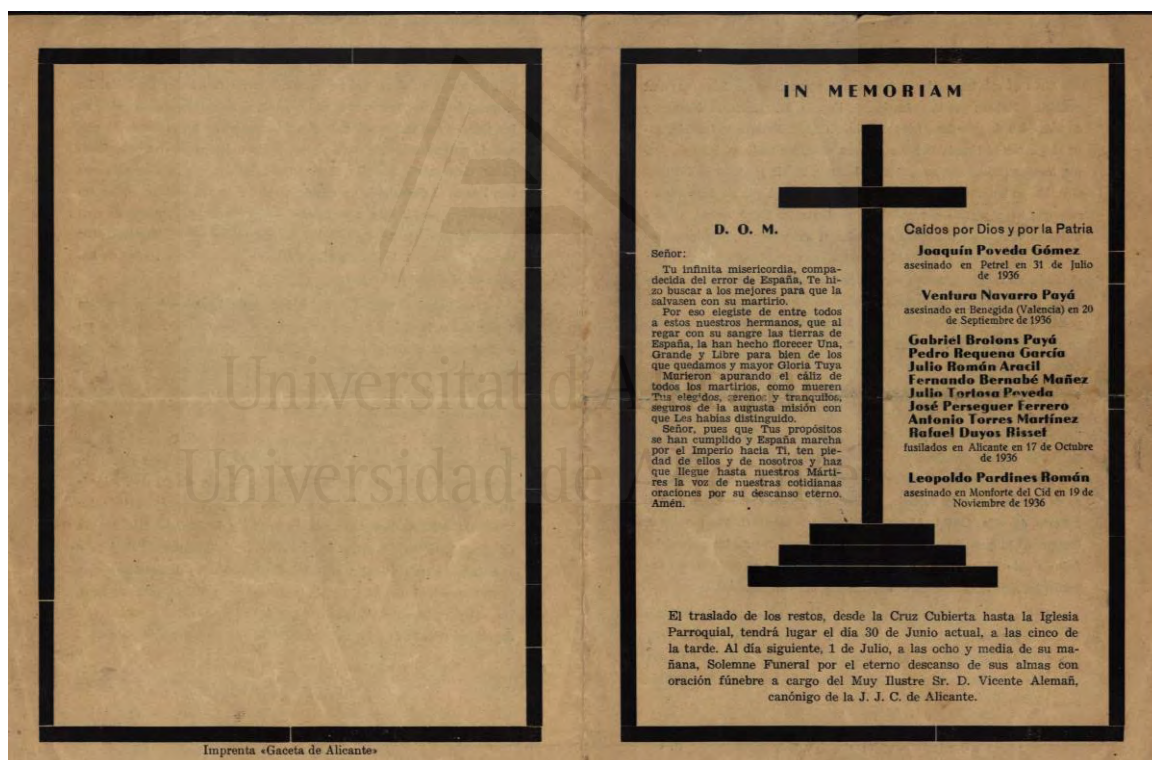 IN MEMORIAM
D. O. M.
Señor:
Tu infinita misericordia, compa-
decida del error de España, Te hi-
zo buscar a los mejores para que la
salvasen con su martirio.
Por eso elegiste de entre todos
a estos nuestros hermanos, que al
regar con su sangre las tierras de
España, la han hecho florecer Una,
Grande y Libre para bien de los
que quedamos y mayor Gloria Tuya
Murieron apurando el cáliz de
todos los martirios, como mueren
Tus elegidos, serenos y tranquilos,
seguros de la augusta misión con
que Les habías distinguido.
Señor, pues que Tus propósitos
se han cumplido y España marcha
por el Imperio hacia Ti, ten pie-
dad de ellos y de nosotros y haz
que llegue hasta nuestros Márti-
res la voz de nuestras cotidianas
oraciones por su descanso eterno.
Amén.
Caídos por Dios y por la Patria
Joaquín Poveda Gómez
asesinado en Petrel en 31 de Julio
de 1936
Ventura Navarro Payá
asesinado en Benegida (Valencia) en 20
de Septiembre de 1936
Gabriel Brotons Payá
Pedro Requena García
Julio Román Aracil
Fernando Bernabé Mañez
Julio Tortosa Poveda
José Perseguer Ferrero
Antonio Torres Martínez
Rafael Duyos Risset
fusilados en Alicante en 17 de Octubre
de 1936
Leopoldo Pardines Román
asesinado en Monforte del Cid en 19 de
Noviembre de 1936
El traslado de los restos, desde la Cruz Cubierta hasta la Iglesia
Parroquial, tendrá lugar el día 30 de Junio actual, a las cinco de
la tarde. Al día siguiente, 1 de Julio, a las ocho y media de su ma-
ñana, Solemne Funeral por el eterno descanso de sus almas con
oración fúnebre a cargo del Muy Ilustre Sr. D. Vicente Alemañ,
canónigo de la J. J. C. de Alicante.
Imprenta «Gaceta de Alicante»
Universitat d'A
Universidad de A